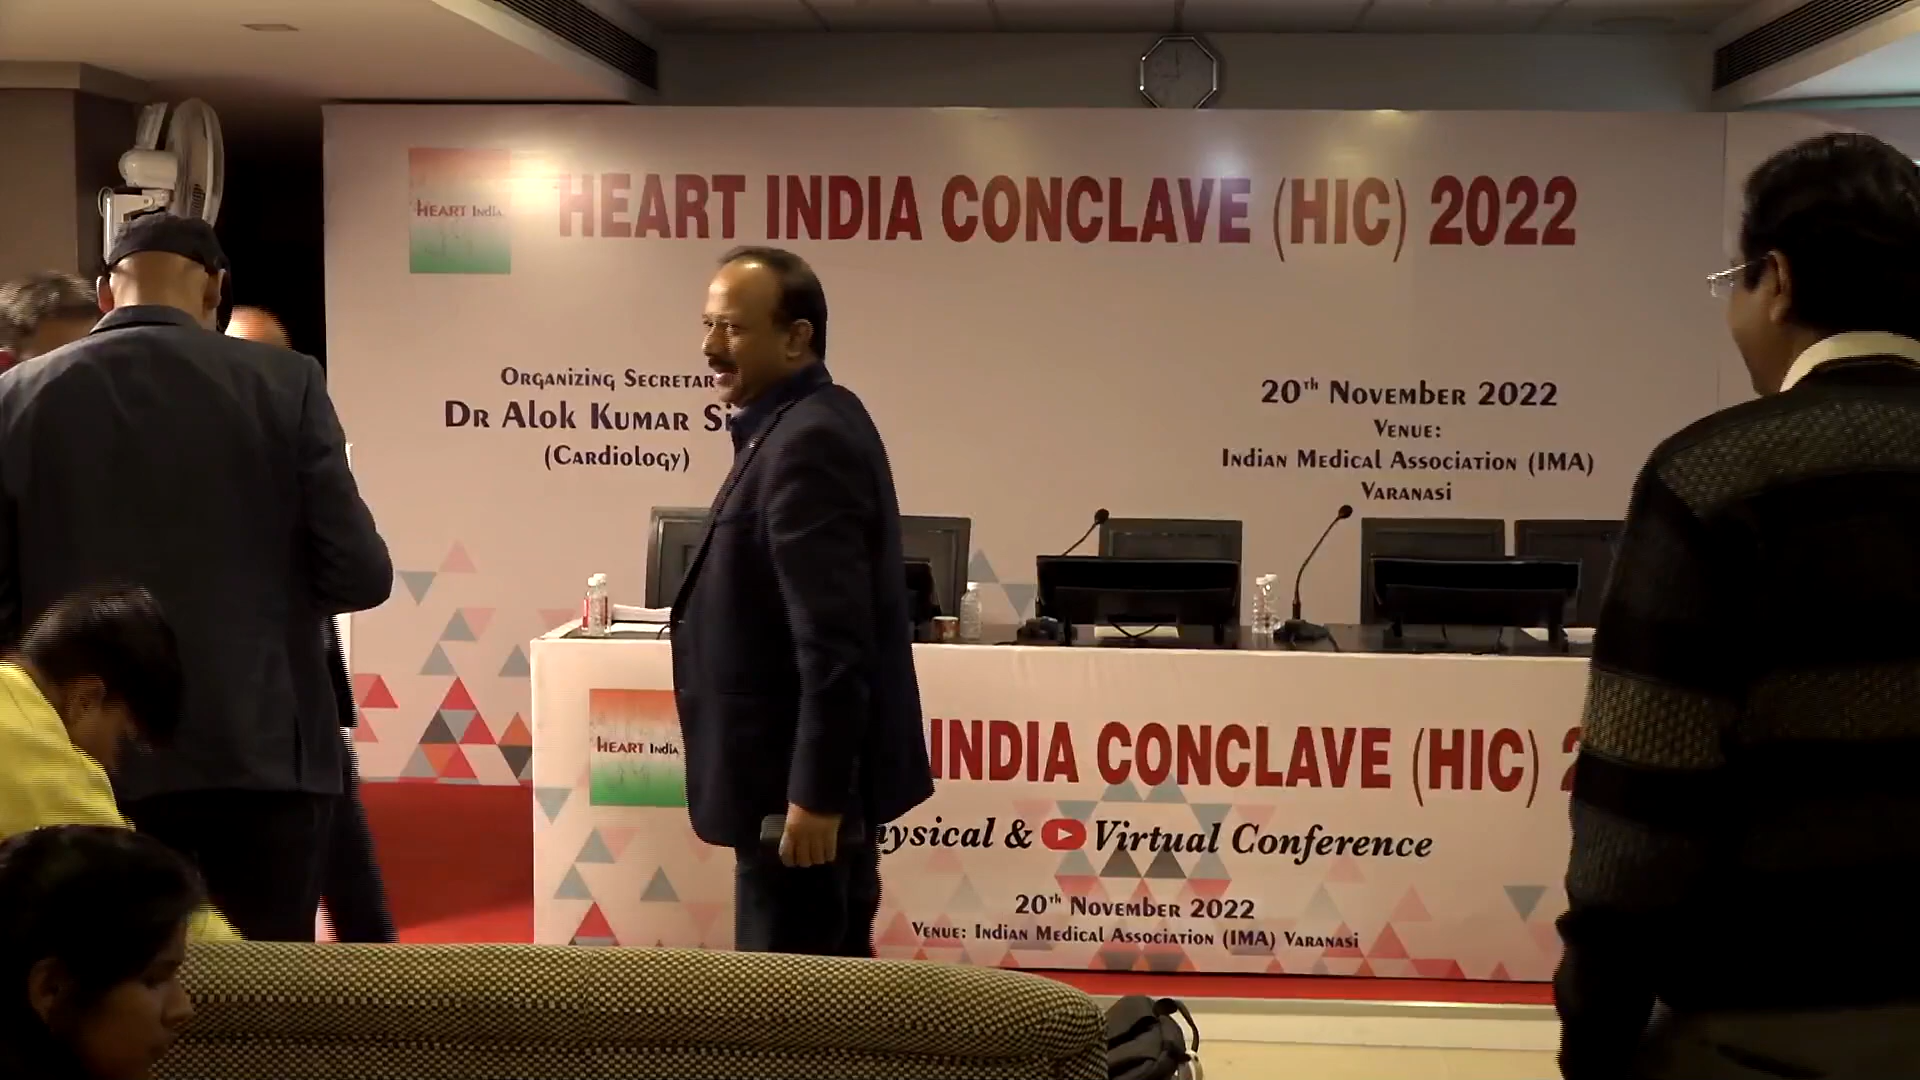 HEART India
HEART INDIA CONCLAVE (HIC) 2022
Organizing Secretar
Dr Alok Kumar Si
(Cardiology)
20th November 2022
Venue:
Indian Medical Association (IMA)
Varanasi
HEART India
INDIA CONCLAVE (HIC) 2
ysical & Virtual Conference
20th November 2022
Venue: Indian Medical Association (IMA) Varanasi